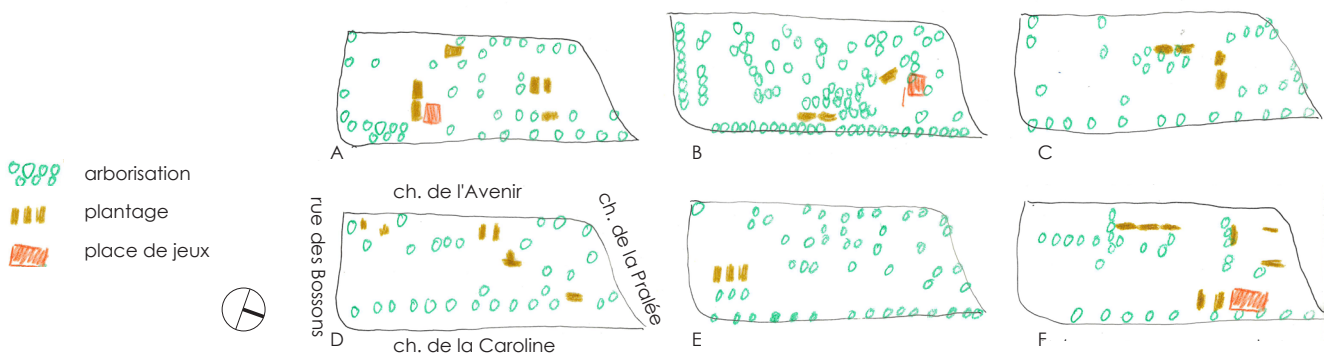 A
B
C
arborisation
plantage
place de jeux
ch. de l'Avenir
rue des Bossons
ch. de la Pralée
D
ch. de la Caroline
E
F